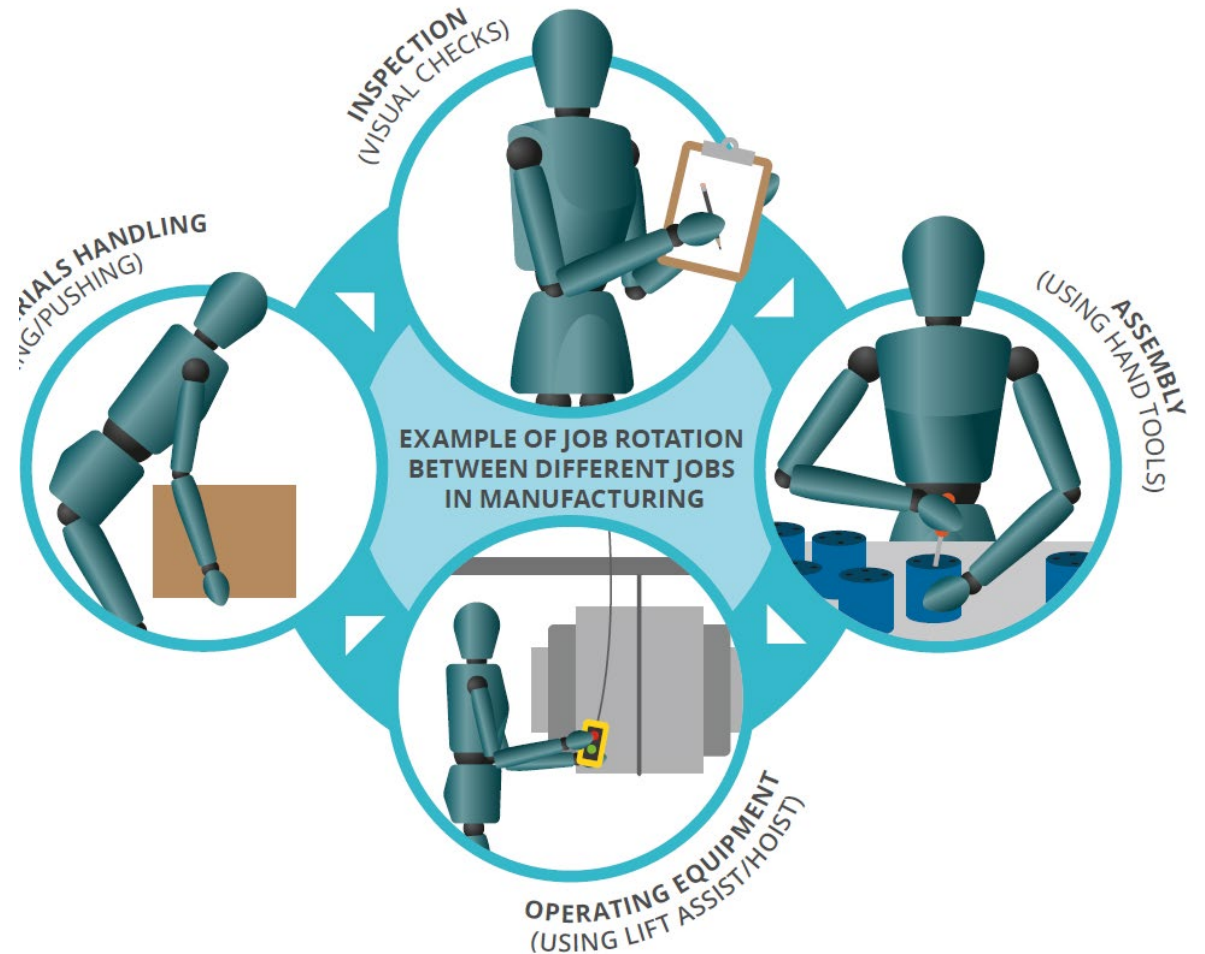 INSPECTION
(VISUAL CHECKS)
RIALS HANDLING
NG/PUSHING)
ASSEMBLY
(USING HAND TOOLS)
EXAMPLE OF JOB ROTATION
BETWEEN DIFFERENT JOBS
IN MANUFACTURING
OPERATING EQUIPMENT
(USING LIFT ASSIST/HOIST)